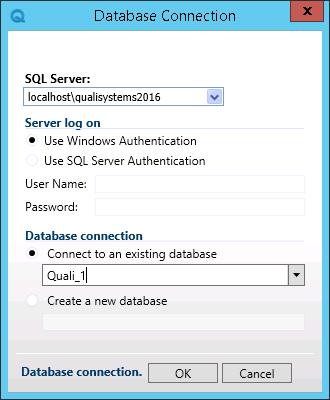 Database Connection
x
SQL Server:
localhost\qualisystems2016
Server log on
Use Windows Authentication
Use SQL Server Authentication
User Name:
Password:
Database connection
Connect to an existing database
Quali_1
Create a new database
Database connection. OK Cancel